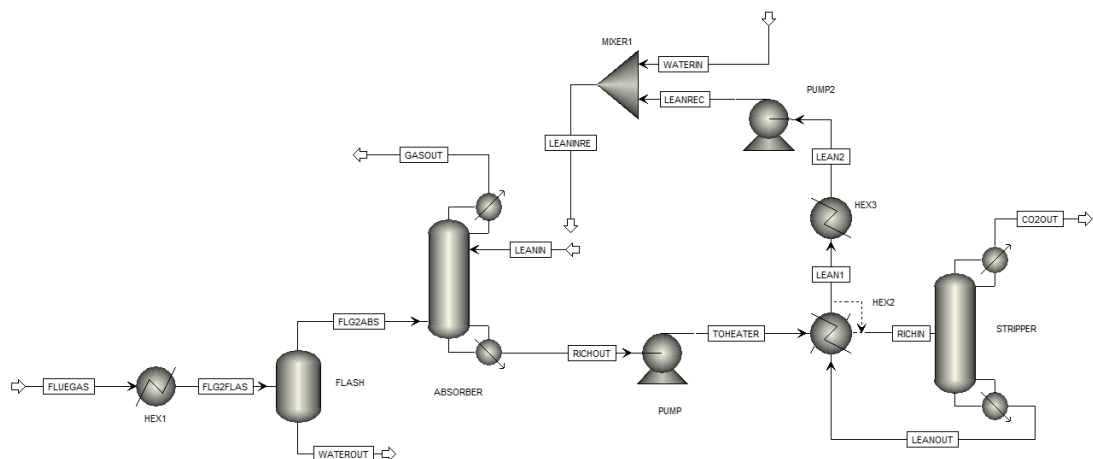 MIXER1
WATERIN
PUMP2
LEANREC
LEANINRE
GASOUT
LEAN2
HEX3
CO2OUT
LEANIN
LEAN1
HEX2
FLG2ABS
TOHEATER
RICHIN
STRIPPER
RICHOUT
FLUEGAS
FLG2FLAS
FLASH
ABSORBER
HEX1
PUMP
LEANOUT
WATEROUT